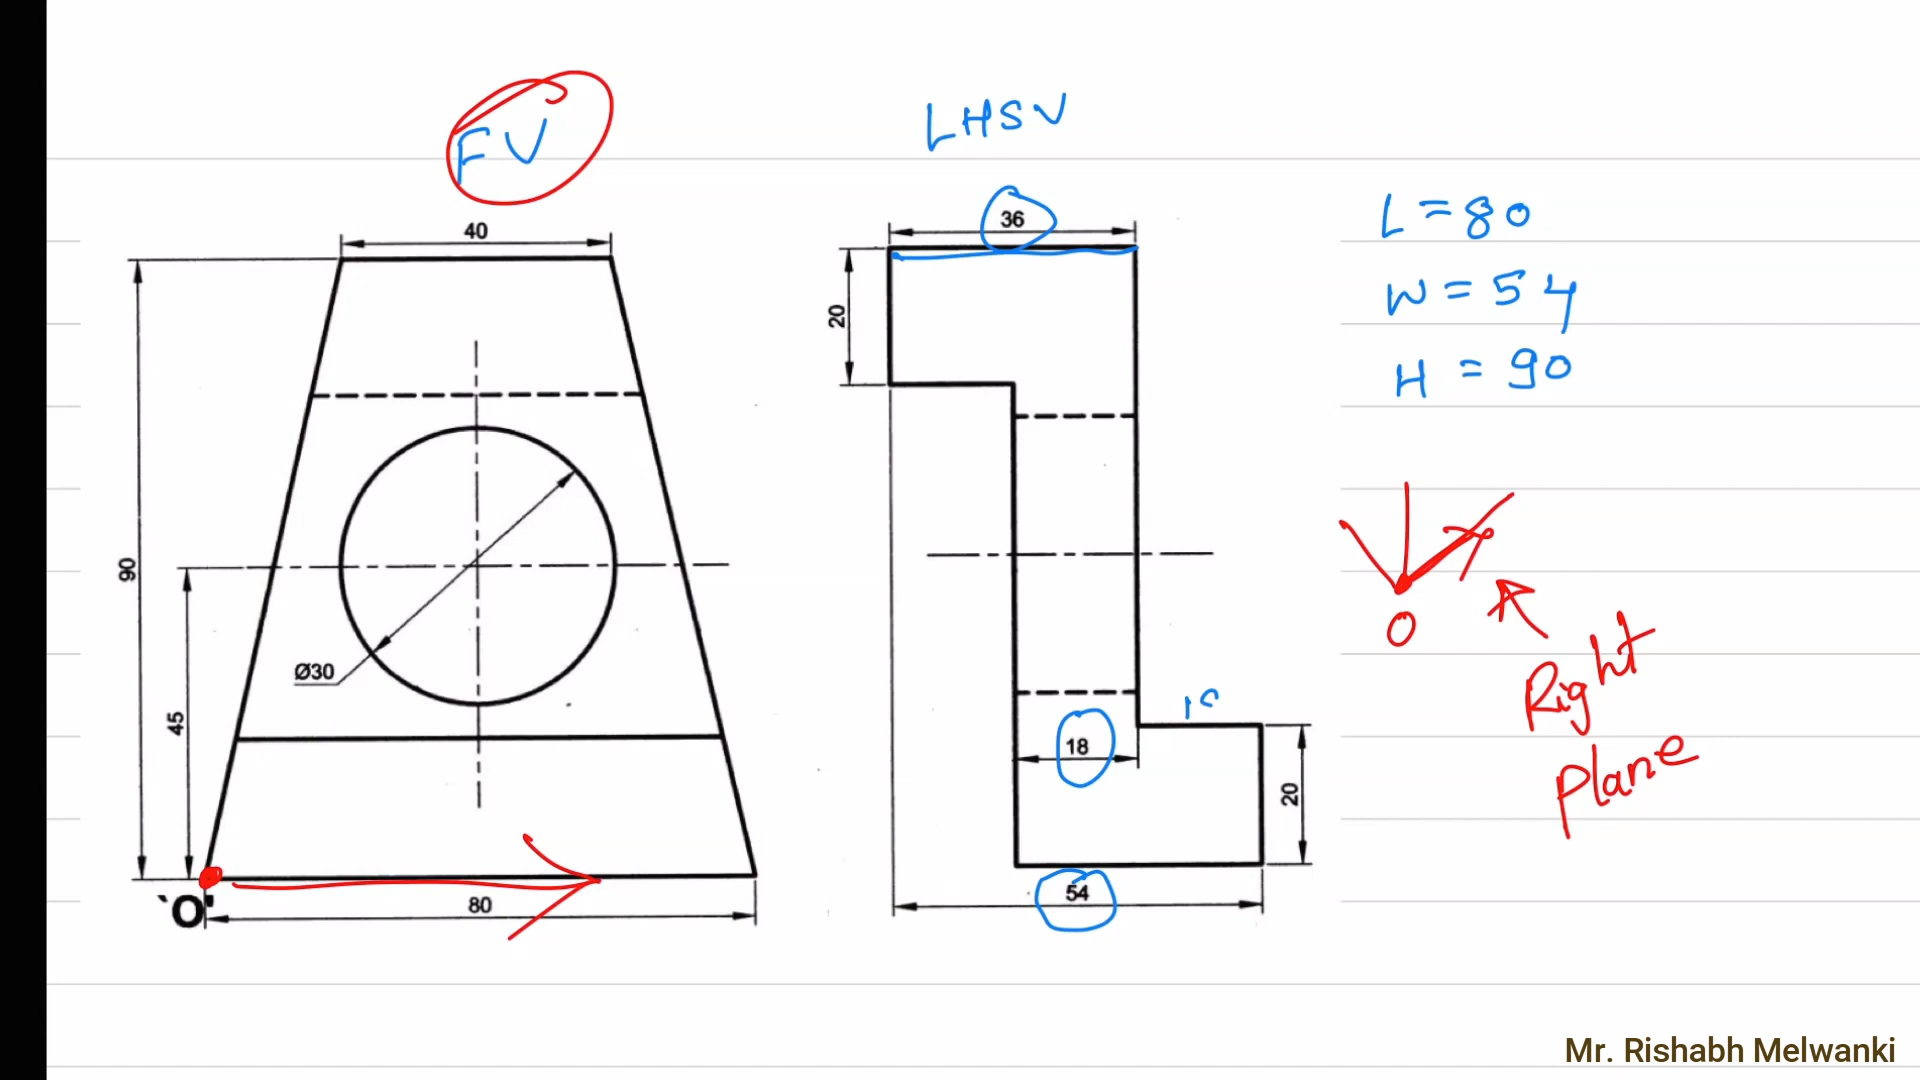 FV
LHSV
36
L = 80
40
W = 54
20
H = 90
90
O
Ø30
Right
45
plane
18
18
20
54
'O'
80
Mr. Rishabh Melwanki